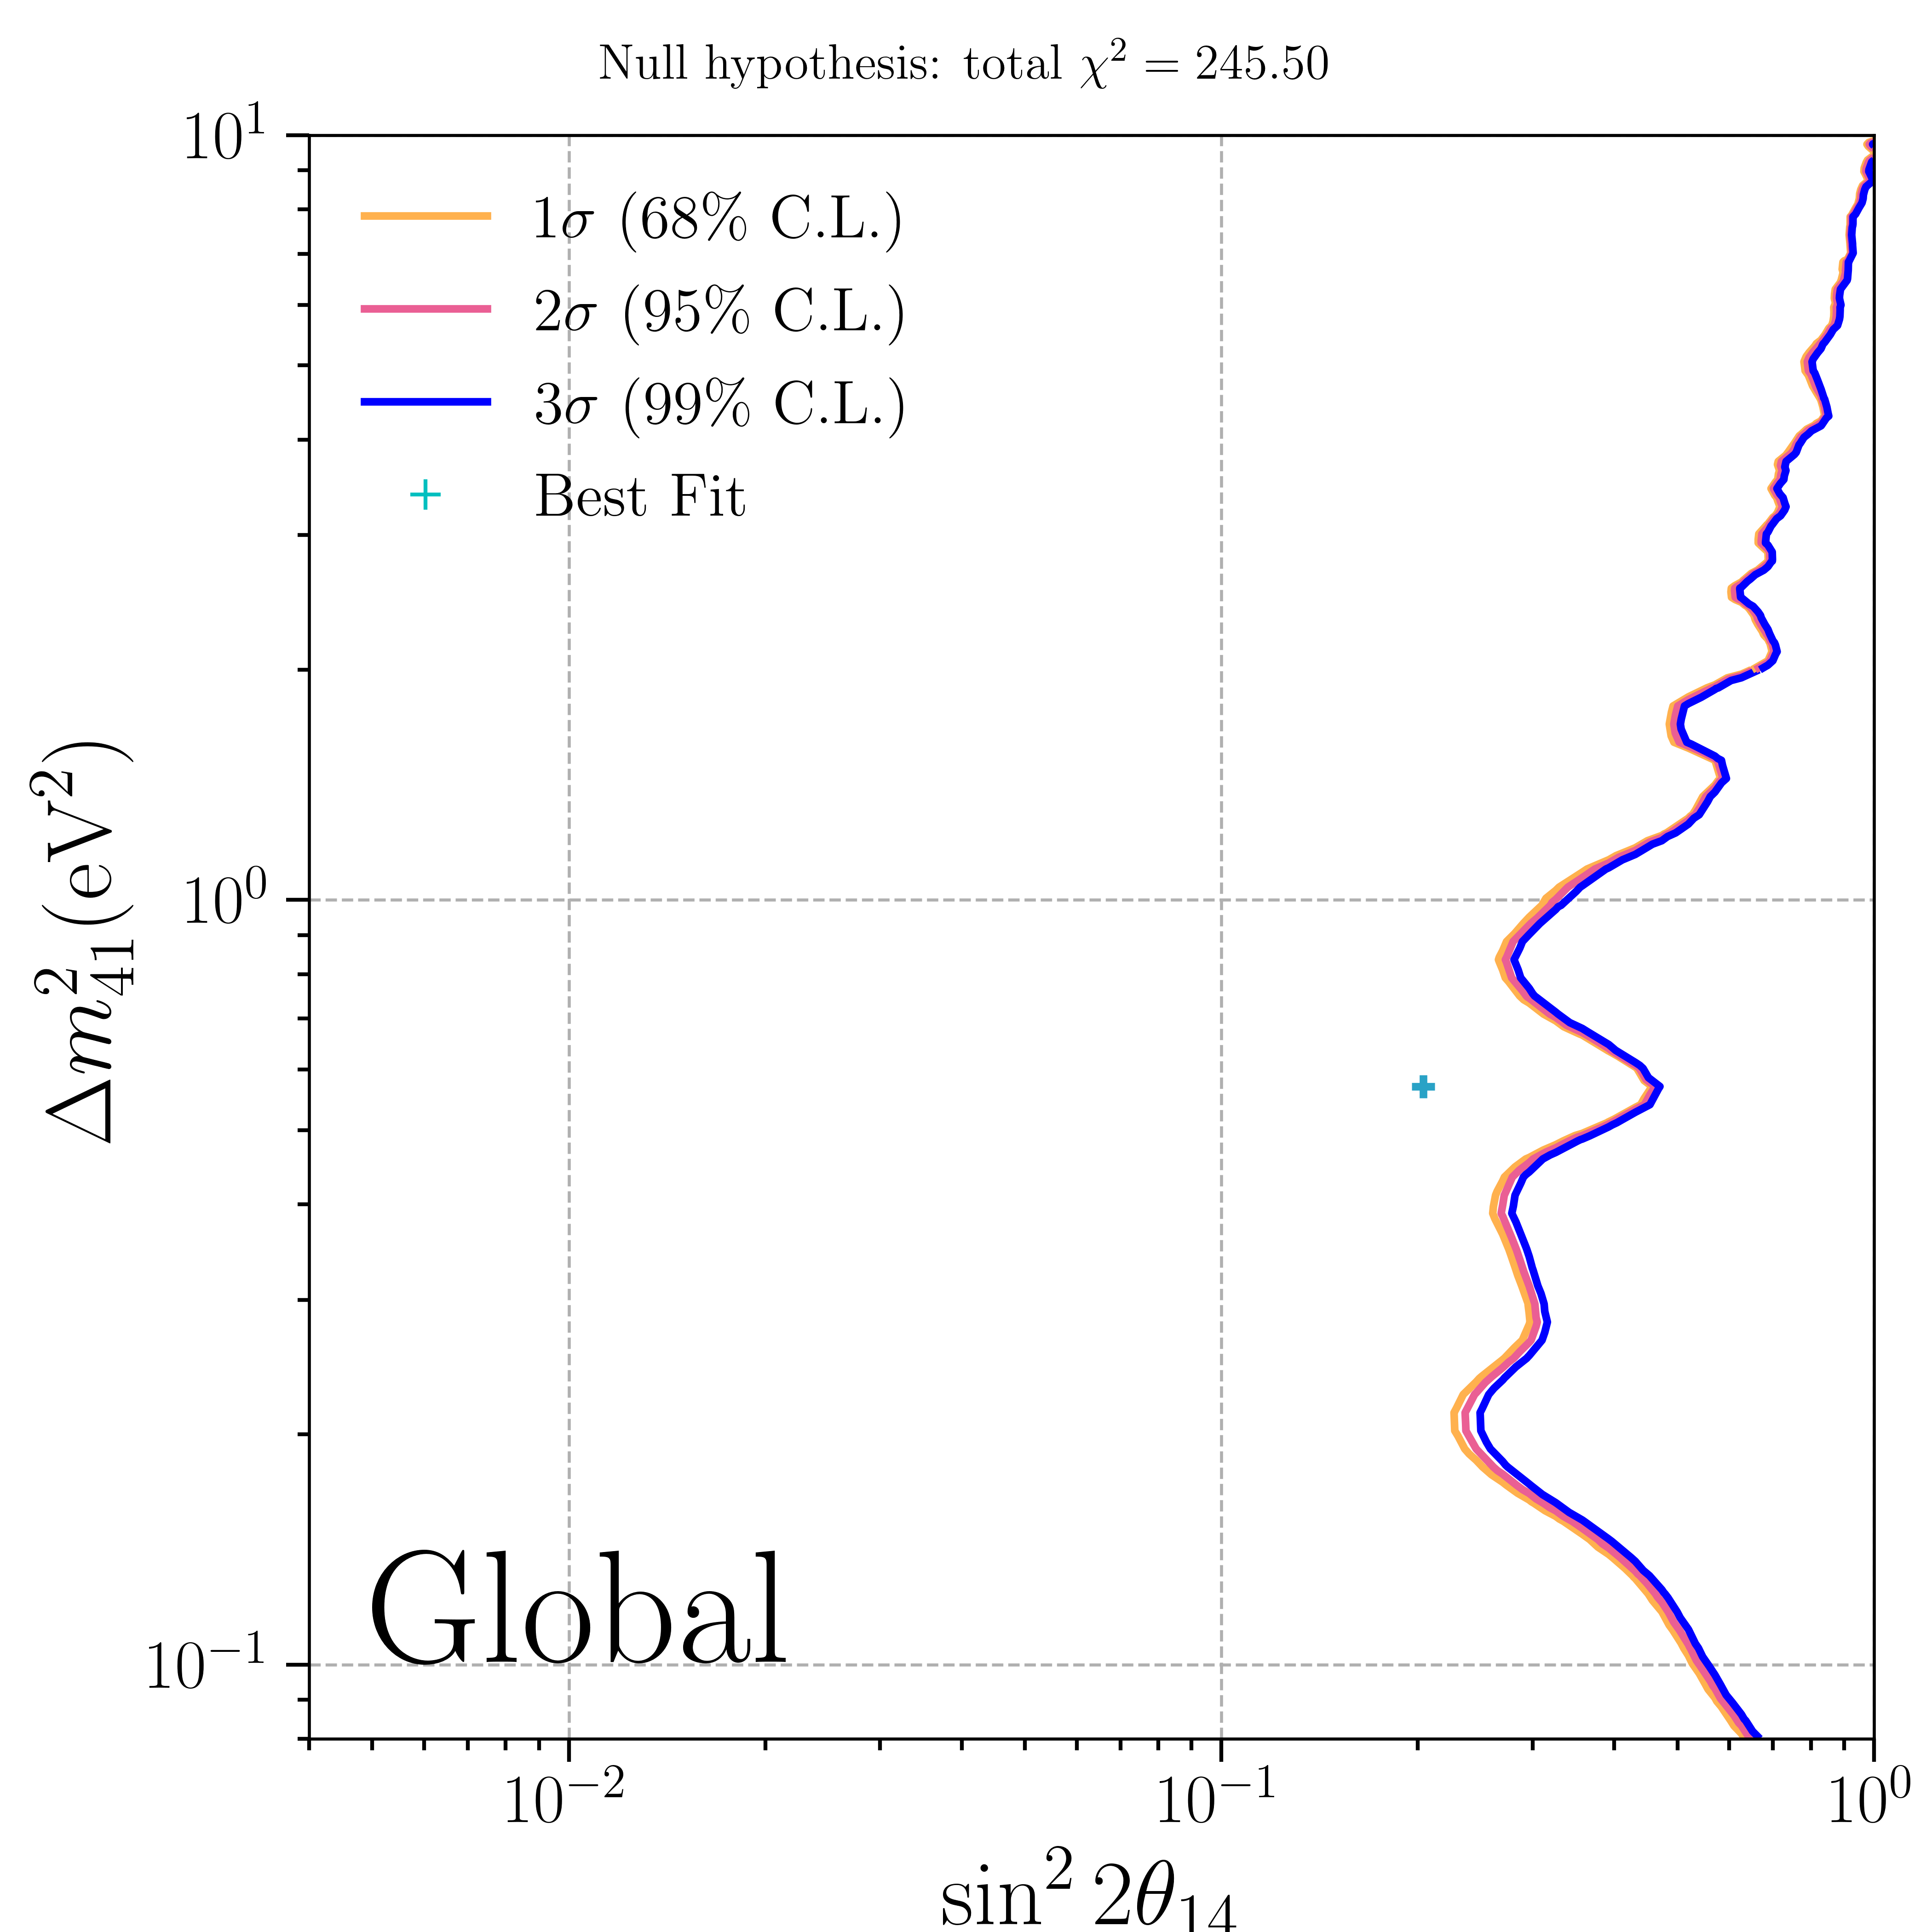 Null hypothesis: total χ² = 245.50
10¹
1σ (68% C.L.)
2σ (95% C.L.)
3σ (99% C.L.)
Best Fit
Δm²₄₁(eV²)
10⁰
Global
10⁻¹
10⁻² 10⁻¹ 10⁰
sin² 2θ₁₄